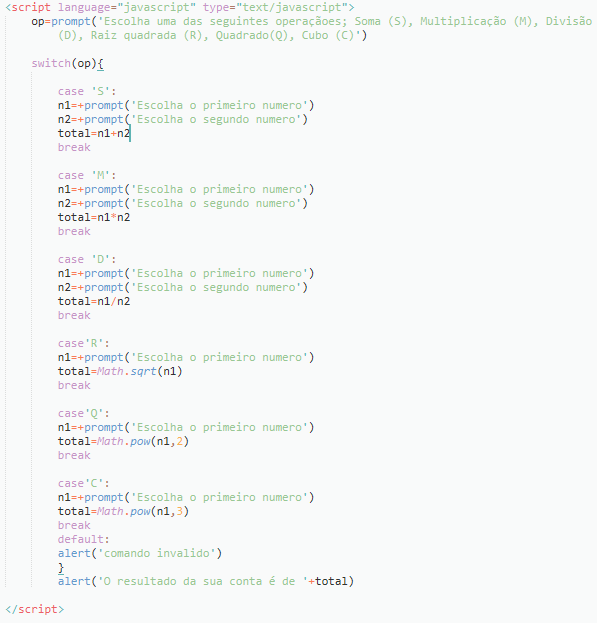 <script language="javascript" type="text/javascript">
op=prompt('Escolha uma das seguintes operaçãoes; Soma (S), Multiplicação (M), Divisão
(D), Raiz quadrada (R), Quadrado(Q), Cubo (C)')
switch(op){
case 'S':
n1=+prompt('Escolha o primeiro numero')
n2=+prompt('Escolha o segundo numero')
total=n1+n2
break
case 'M':
n1=+prompt('Escolha o primeiro numero')
n2=+prompt('Escolha o segundo numero')
total=n1*n2
break
case 'D':
n1=+prompt('Escolha o primeiro numero')
n2=+prompt('Escolha o segundo numero')
total=n1/n2
break
case'R':
n1=+prompt('Escolha o primeiro numero')
total=Math.sqrt(n1)
break
case'Q':
n1=+prompt('Escolha o primeiro numero')
total=Math.pow(n1,2)
break
case'C':
n1=+prompt('Escolha o primeiro numero')
total=Math.pow(n1,3)
break
default:
alert('comando invalido')
}
alert('O resultado da sua conta é de '+total)
</script>